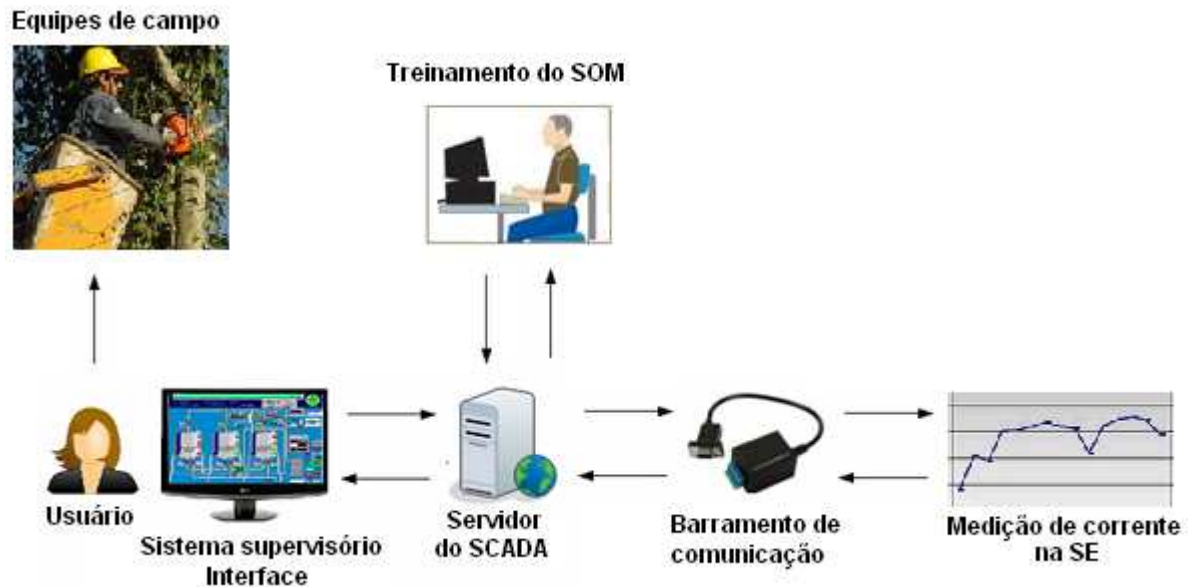 Equipes de campo
Treinamento do SOM
Usuário
Sistema supervisório
Interface
Servidor
do SCADA
Barramento de
comunicação
Medição de corrente
na SE